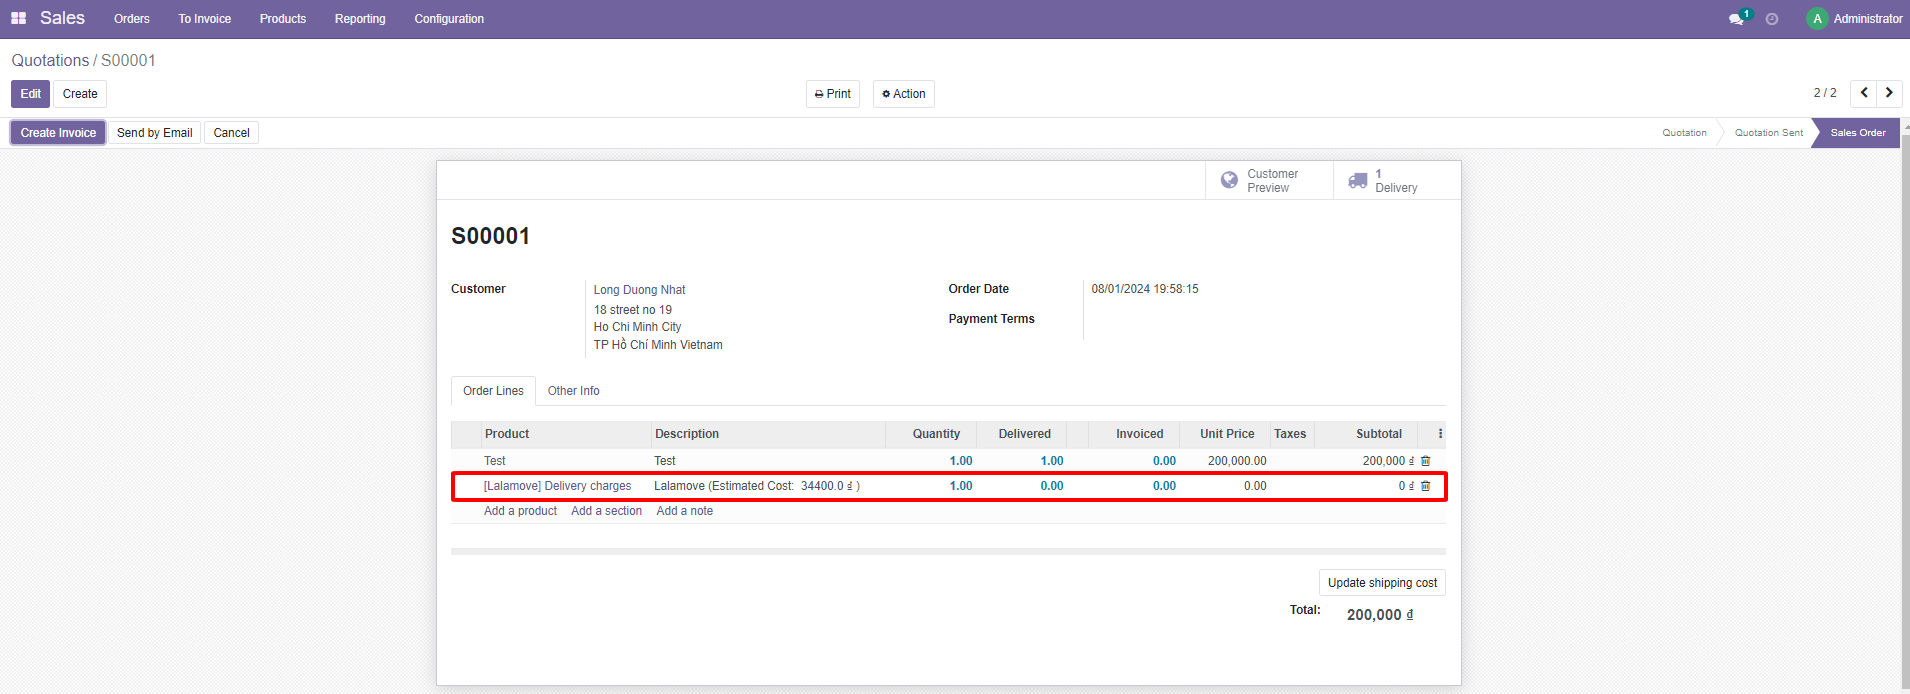 Sales Orders To Invoice Products Reporting Configuration 1 A Administrator
Quotations / S00001
Edit Create Print Action 2 / 2
Create Invoice Send by Email Cancel Quotation Quotation Sent Sales Order
Customer Preview 1 Delivery
S00001
Customer Long Duong Nhat Order Date 08/01/2024 19:58:15
18 street no 19
Ho Chi Minh City Payment Terms
TP Hồ Chí Minh Vietnam
Order Lines Other Info
Product Description Quantity Delivered Invoiced Unit Price Taxes Subtotal
Test Test 1.00 1.00 0.00 200,000.00 200,000 ₫
[Lalamove] Delivery charges Lalamove (Estimated Cost: 34400.0 ₫ ) 1.00 0.00 0.00 0.00 0 ₫
Add a product Add a section Add a note
Update shipping cost
Total: 200,000 ₫